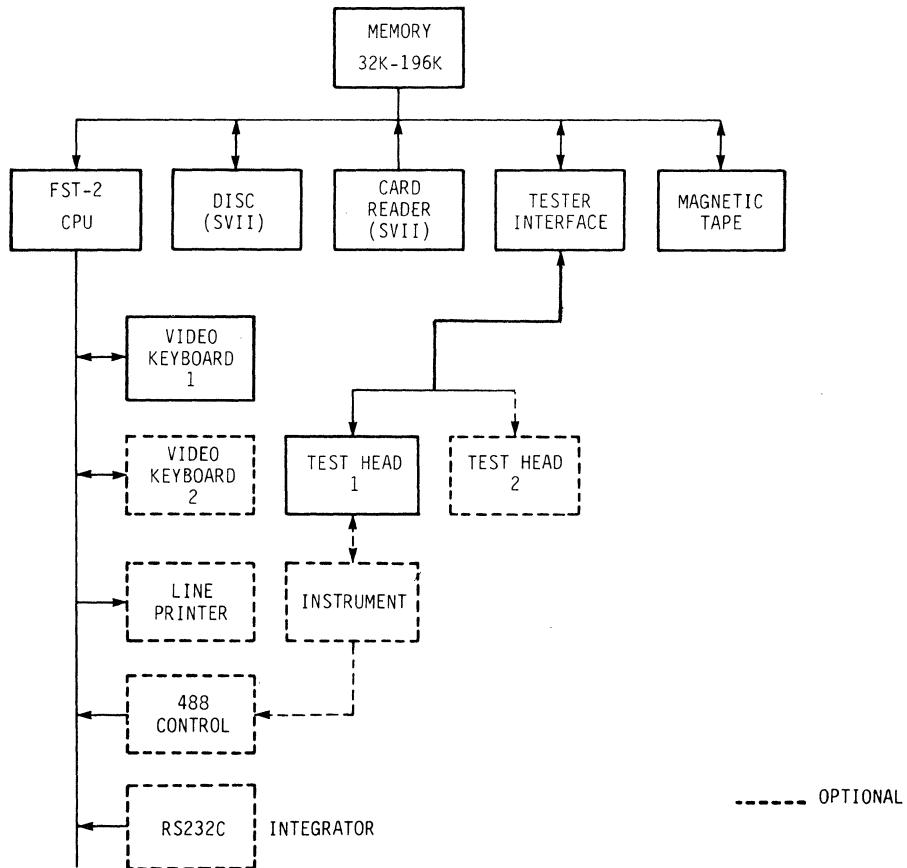 MEMORY
32K-196K
FST-2
CPU
DISC
(SVII)
CARD
READER
(SVII)
TESTER
INTERFACE
MAGNETIC
TAPE
VIDEO
KEYBOARD
1
VIDEO
KEYBOARD
2
TEST HEAD
1
TEST HEAD
2
LINE
PRINTER
INSTRUMENT
488
CONTROL
RS232C
INTEGRATOR
OPTIONAL